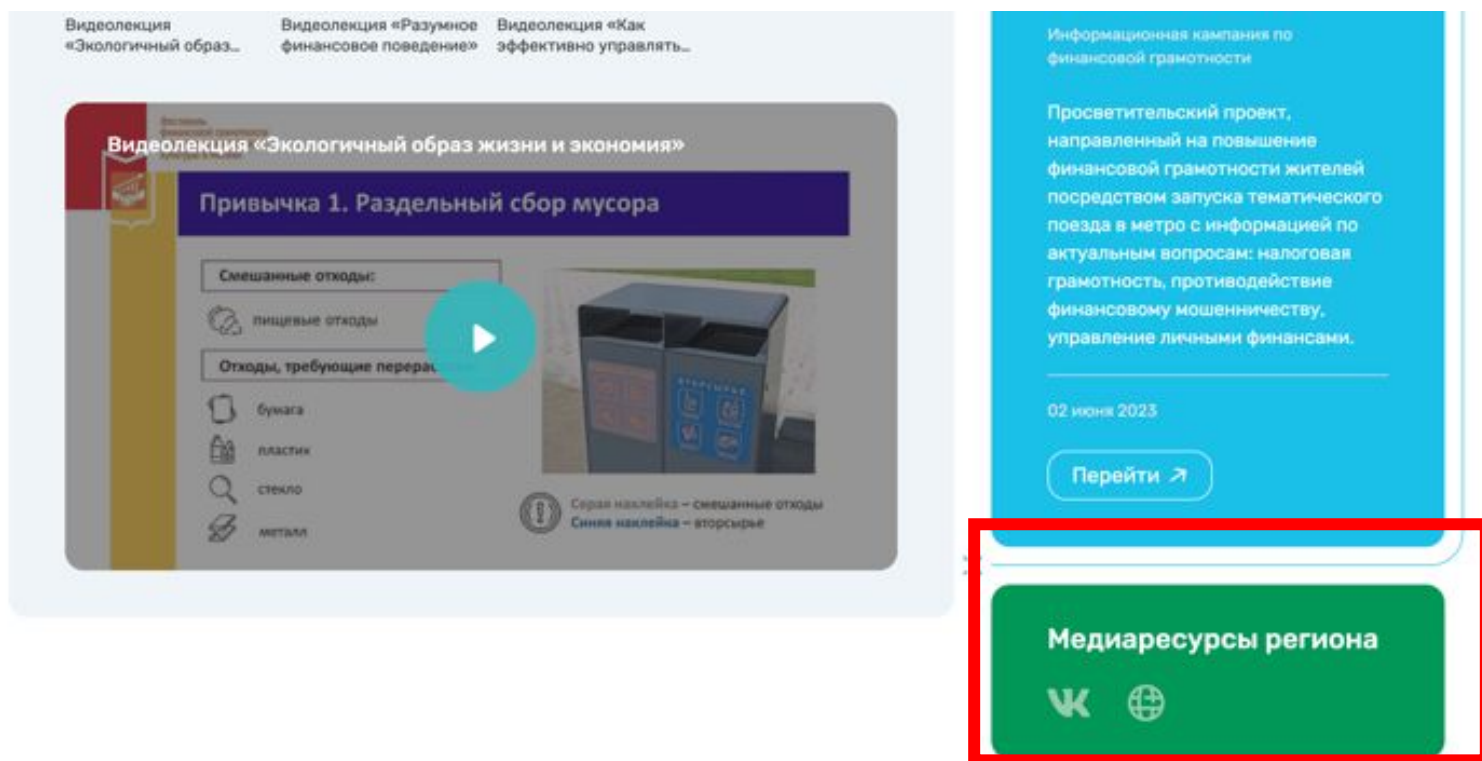 Видеолекция
«Экологичный образ...
Видеолекция «Разумное
финансовое поведение»
Видеолекция «Как
эффективно управлять...
Видеолекция «Экологичный образ жизни и экономия»
Привычка 1. Раздельный сбор мусора
Смешанные отходы:
пищевые отходы
Отходы, требующие
бумага
пластик
стекло
металл
Серая наклейка – смешанные отходы
Синяя наклейка – вторсырье
Информационная кампания по
финансовой грамотности
Просветительский проект,
направленный на повышение
финансовой грамотности жителей
посредством запуска тематического
поезда в метро с информацией по
актуальным вопросам: налоговая
грамотность, противодействие
финансовому мошенничеству,
управление личными финансами.
02 июня 2023
Перейти
Медиаресурсы региона